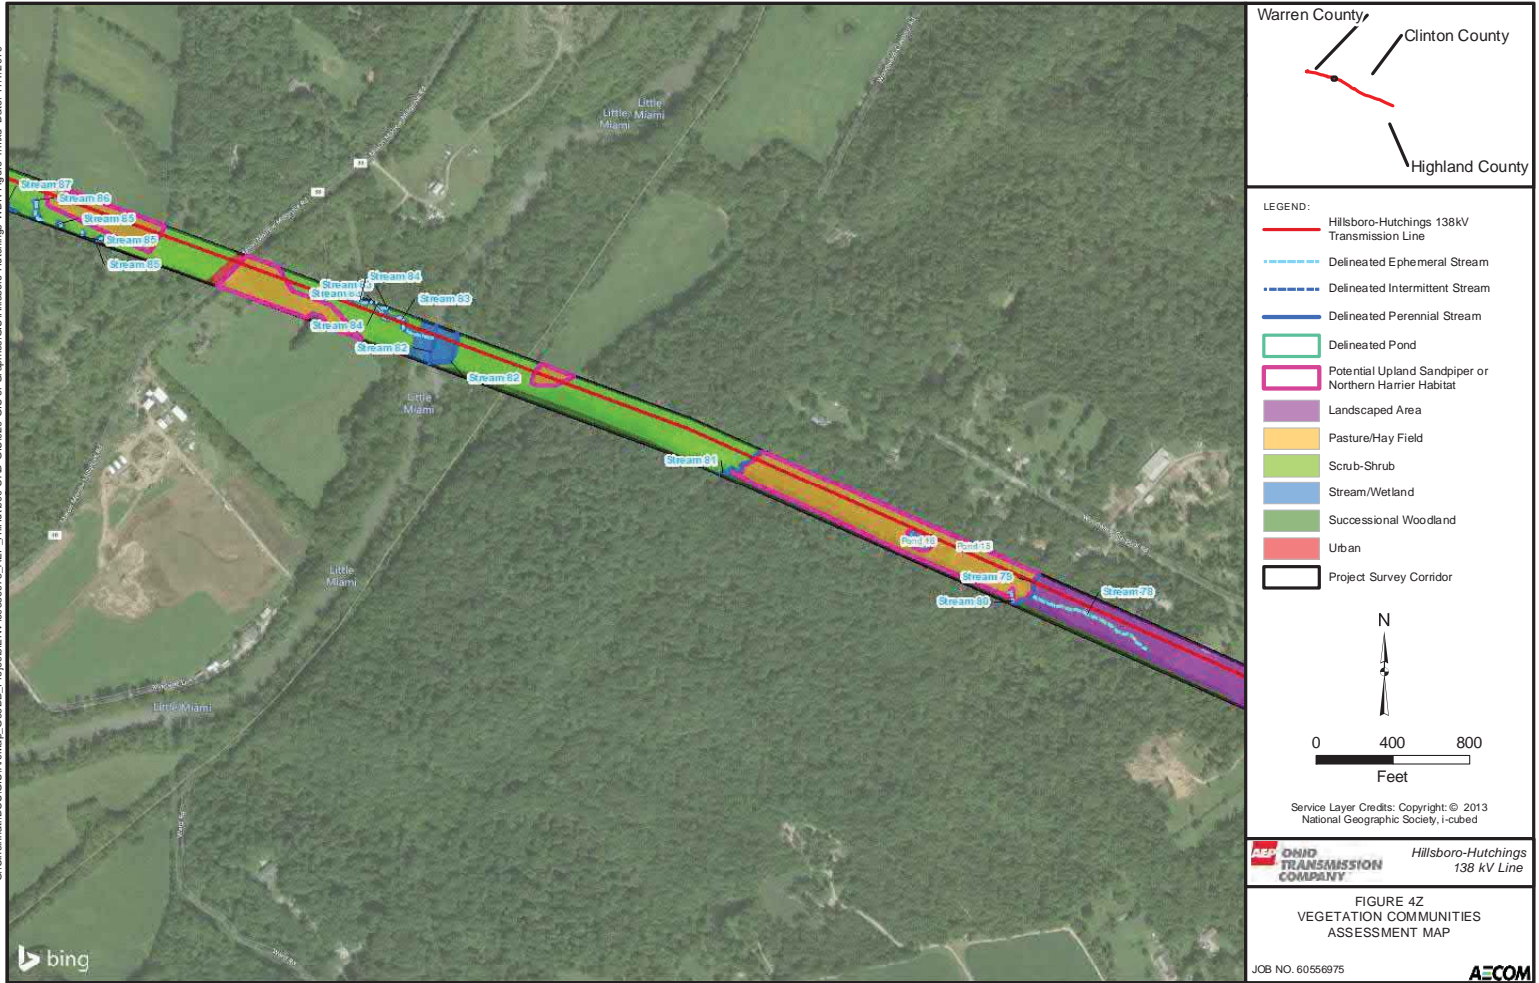 Warren County
Clinton County
Highland County
LEGEND:
Hillsboro-Hutchings 138kV
Transmission Line
Delineated Ephemeral Stream
Delineated Intermittent Stream
Delineated Perennial Stream
Delineated Pond
Potential Upland Sandpiper or
Northern Harrier Habitat
Landscaped Area
Pasture/Hay Field
Scrub-Shrub
Stream/Wetland
Successional Woodland
Urban
Project Survey Corridor
N
0 400 800
Feet
Service Layer Credits: Copyright: © 2013
National Geographic Society, i-cubed
AEP OHIO
TRANSMISSION
COMPANY
Hillsboro-Hutchings
138 kV Line
FIGURE 4Z
VEGETATION COMMUNITIES
ASSESSMENT MAP
JOB NO. 60556975
AECOM
Little
Miami
Little
Miami
Stream 87
Stream 86
Stream 85
Stream 85
Stream 85
Stream 84
Stream 83
Stream 84
Stream 82
Stream 82
Little
Miami
Stream 81
Pond 16
Pond 15
Stream 79
Stream 80
Stream 78
Little
Miami
Little Miami
Ward Rd
Ward Rd
bing